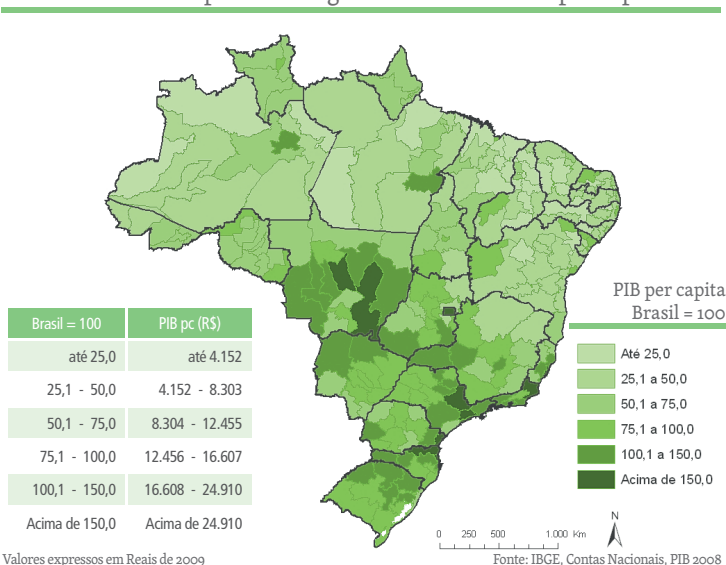 PIB per capita
Brasil = 100
Brasil = 100 PIB pc (R$)
até 25,0 até 4.152
25,1 - 50,0 4.152 - 8.303
50,1 - 75,0 8.304 - 12.455
75,1 - 100,0 12.456 - 16.607
100,1 - 150,0 16.608 - 24.910
Acima de 150,0 Acima de 24.910
Até 25,0
25,1 a 50,0
50,1 a 75,0
75,1 a 100,0
100,1 a 150,0
Acima de 150,0
N
0 250 500 1.000 Km
Valores expressos em Reais de 2009
Fonte: IBGE, Contas Nacionais, PIB 2008